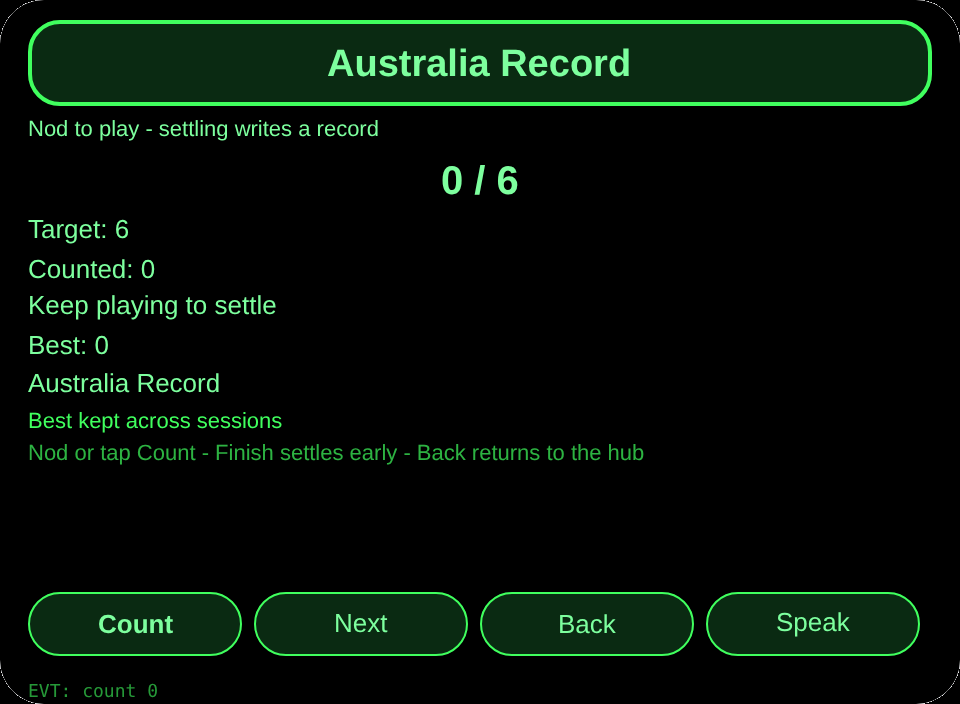 Australia Record
Nod to play - settling writes a record
0 / 6
Target: 6
Counted: 0
Keep playing to settle
Best: 0
Australia Record
Best kept across sessions
Nod or tap Count - Finish settles early - Back returns to the hub
Count
Next
Back
Speak
EVT: count 0